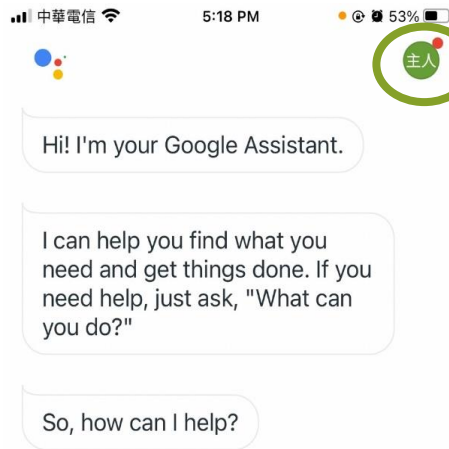 中華電信 5:18 PM 53%
主人
Hi! I'm your Google Assistant.
I can help you find what you
need and get things done. If you
need help, just ask, "What can
you do?"
So, how can I help?